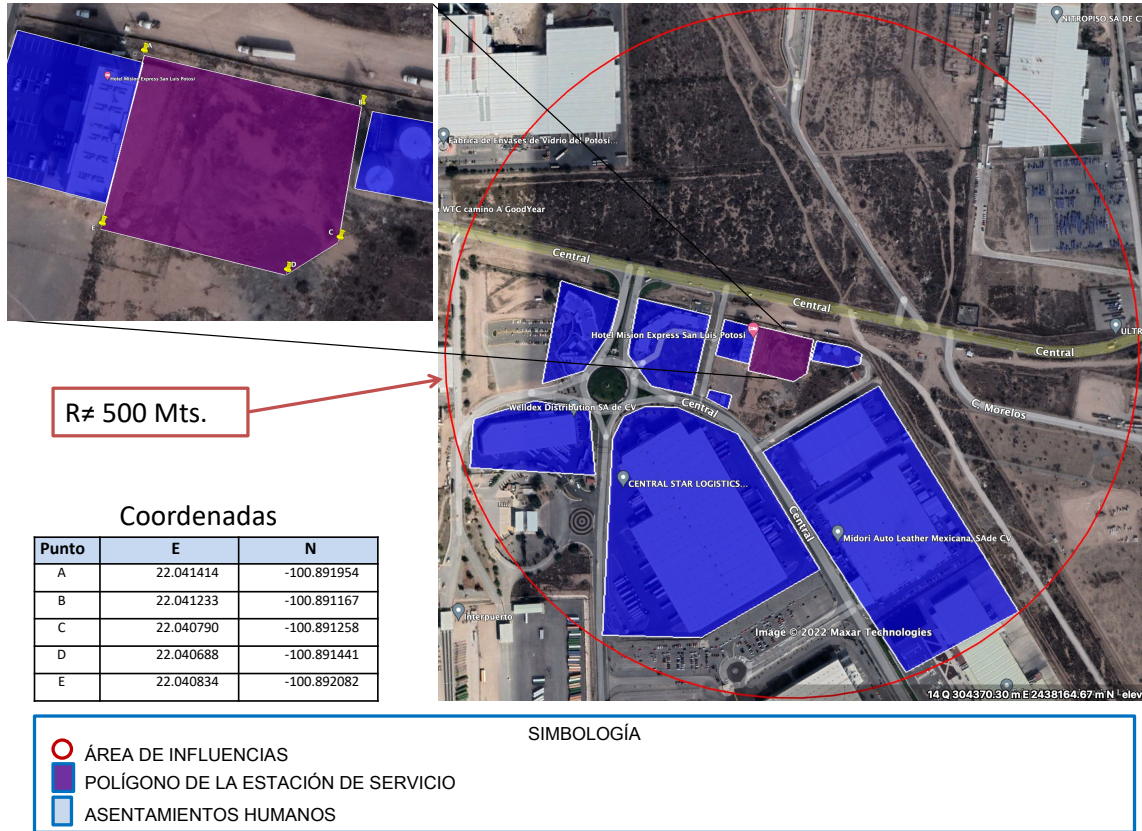 A
Hotel Mision Express San Luis Potosi
B
C
D
E
NITROPISO SA DE C
Fabrica de Envases de Vidrio del Potosi...
WTC camino A GoodYear
Central
Central
Central
ULTR
Hotel Mision Express San Luis Potosi
Welldex Distribution SA de CV
Central
C. Morelos
CENTRAL STAR LOGISTICS...
Central
Midori Auto Leather Mexicana, SAde CV
Interpuerto
Image © 2022 Maxar Technologies
14 Q 304370.30 m E 2438164.67 m N elev
R≠ 500 Mts.
Coordenadas
Punto E N
A 22.041414 -100.891954
B 22.041233 -100.891167
C 22.040790 -100.891258
D 22.040688 -100.891441
E 22.040834 -100.892082
SIMBOLOGÍA
ÁREA DE INFLUENCIAS
POLÍGONO DE LA ESTACIÓN DE SERVICIO
ASENTAMIENTOS HUMANOS